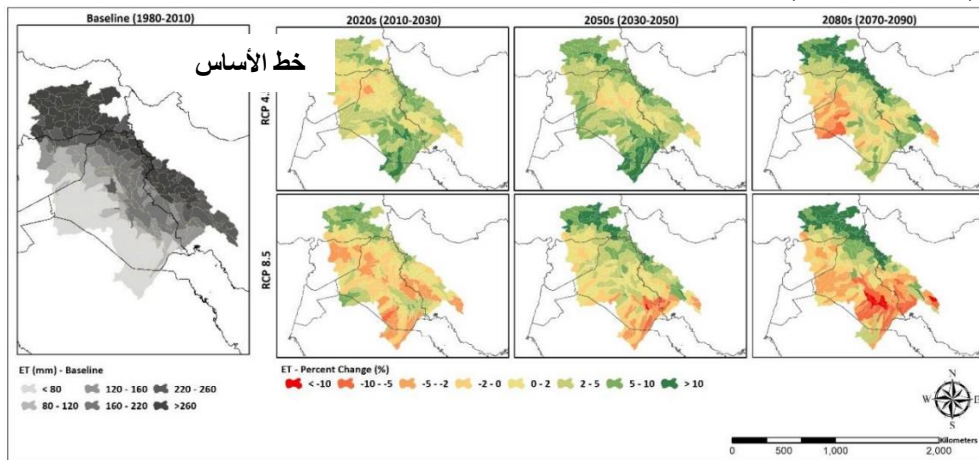 Baseline (1980-2010)
2020s (2010-2030)
2050s (2030-2050)
2080s (2070-2090)
خط الأساس
RCP 4.
RCP 8.5
ET (mm) - Baseline
< 80
120 - 160
220 - 260
80 - 120
160 - 220
>260
ET - Percent Change (%)
< -10
-10 - -5
-5 - -2
-2 - 0
0 - 2
2 - 5
5 - 10
> 10
N
W
E
S
Kilometers
0
500
1,000
2,000